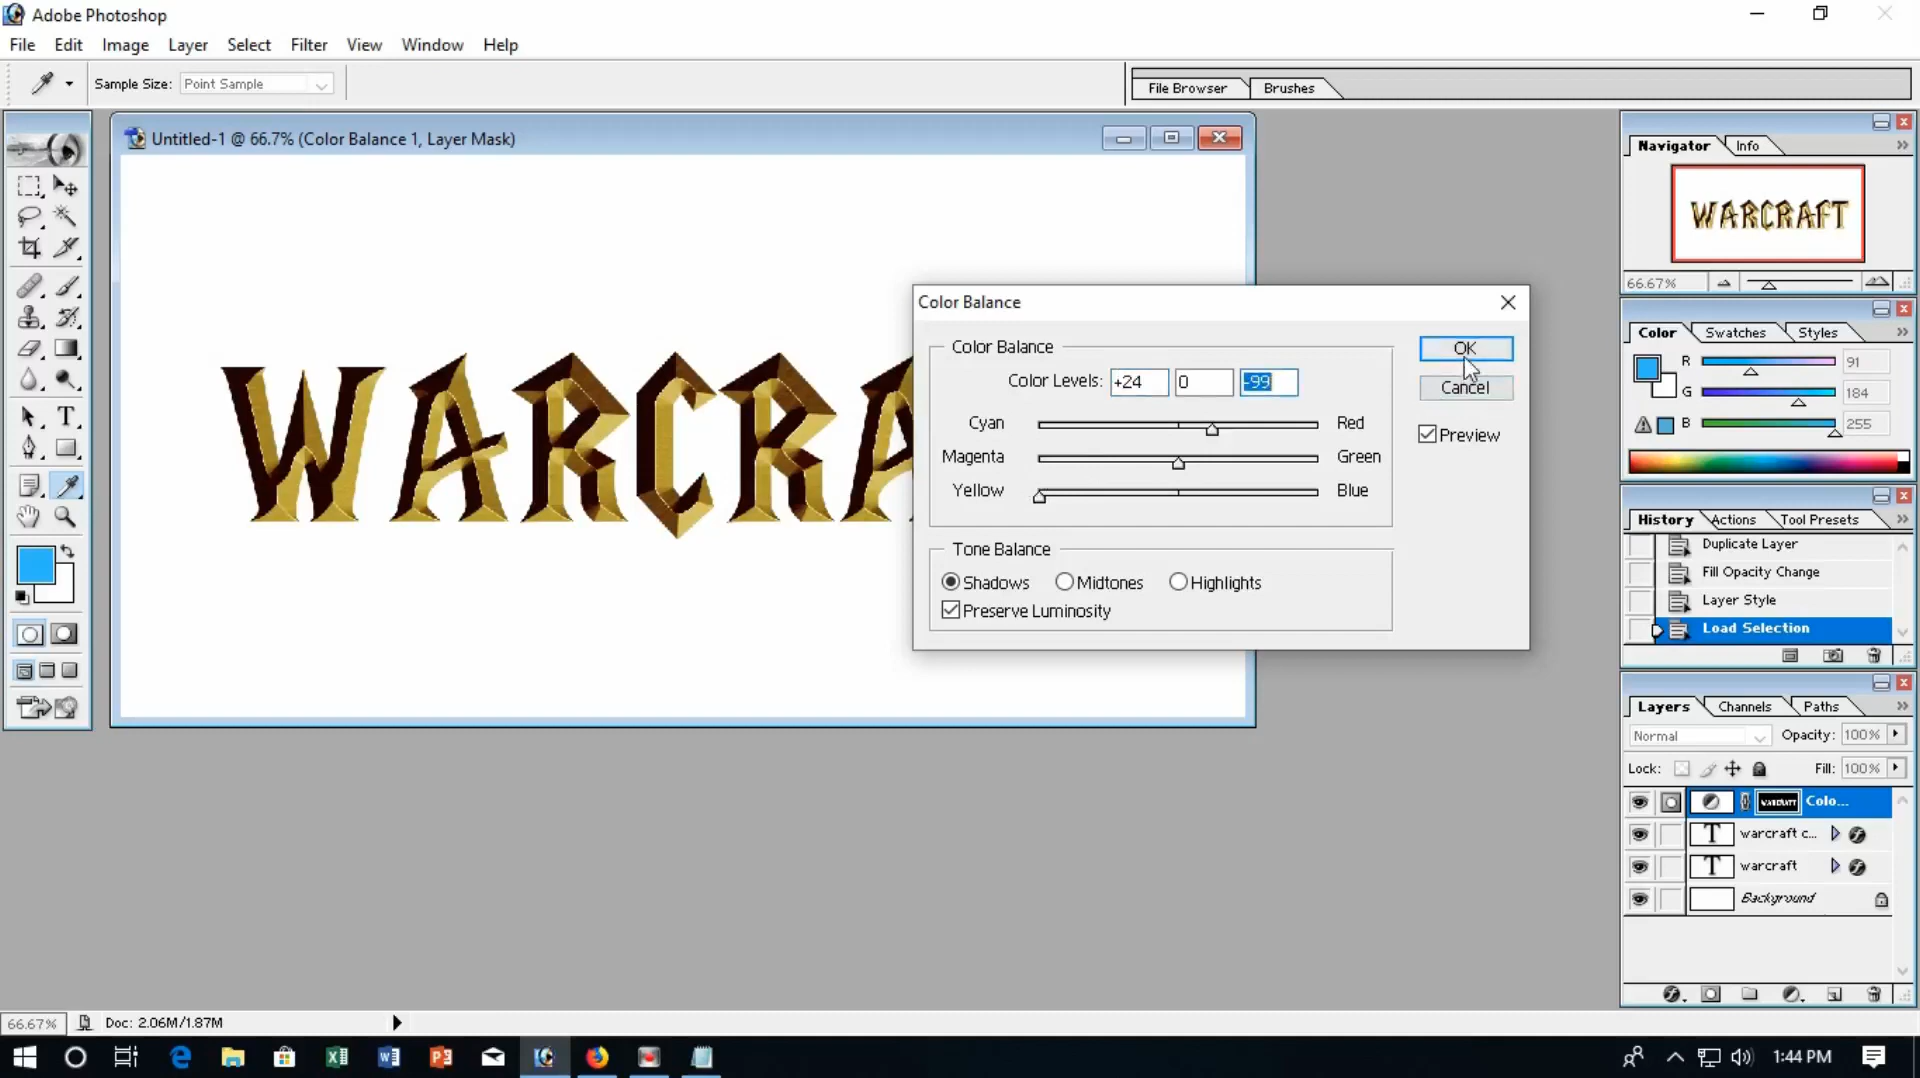 Adobe Photoshop
File Edit Image Layer Select Filter View Window Help
Sample Size: Point Sample
File Browser Brushes
Untitled-1 @ 66.7% (Color Balance 1, Layer Mask)
WARCRA
Color Balance
Color Balance
Color Levels: +24 0 -99
Cyan Red
Magenta Green
Yellow Blue
Tone Balance
Shadows Midtones Highlights
Preserve Luminosity
OK
Cancel
Preview
Navigator Info
WARCRAFT
66.67%
Color Swatches Styles
R 91
G 184
B 255
History Actions Tool Presets
Duplicate Layer
Fill Opacity Change
Layer Style
Load Selection
Layers Channels Paths
Normal Opacity: 100%
Lock: Fill: 100%
WARCRAFT Colo...
T warcraft c...
T warcraft
Background
66.67% Doc: 2.06M/1.87M
1:44 PM